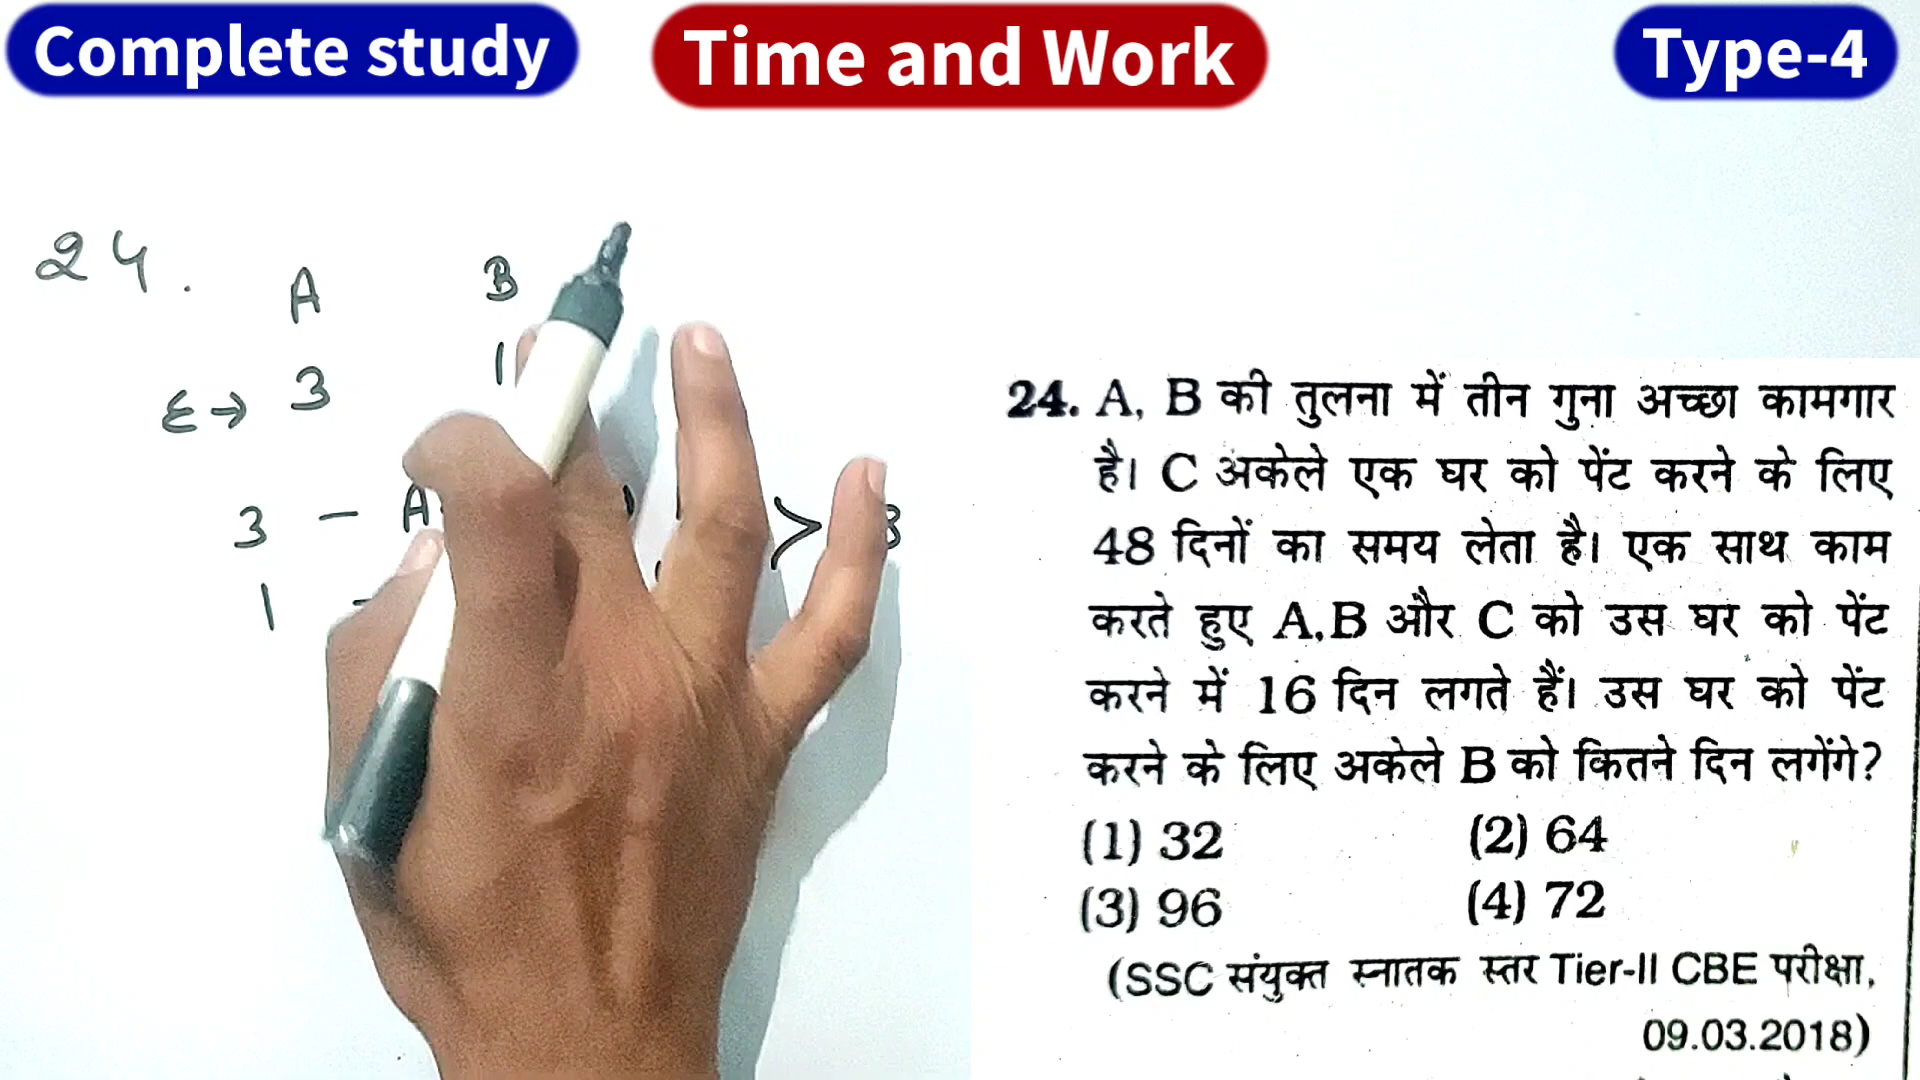 Complete study
Time and Work
Type-4
24.
A B
ε→ 3 1
3 - A
> 3
1 -
24. A, B की तुलना में तीन गुना अच्छा कामगार
है। C अकेले एक घर को पेंट करने के लिए
48 दिनों का समय लेता है। एक साथ काम
करते हुए A,B और C को उस घर को पेंट
करने में 16 दिन लगते हैं। उस घर को पेंट
करने के लिए अकेले B को कितने दिन लगेंगे?
(1) 32 (2) 64
(3) 96 (4) 72
(SSC संयुक्त स्नातक स्तर Tier-II CBE परीक्षा,
09.03.2018)